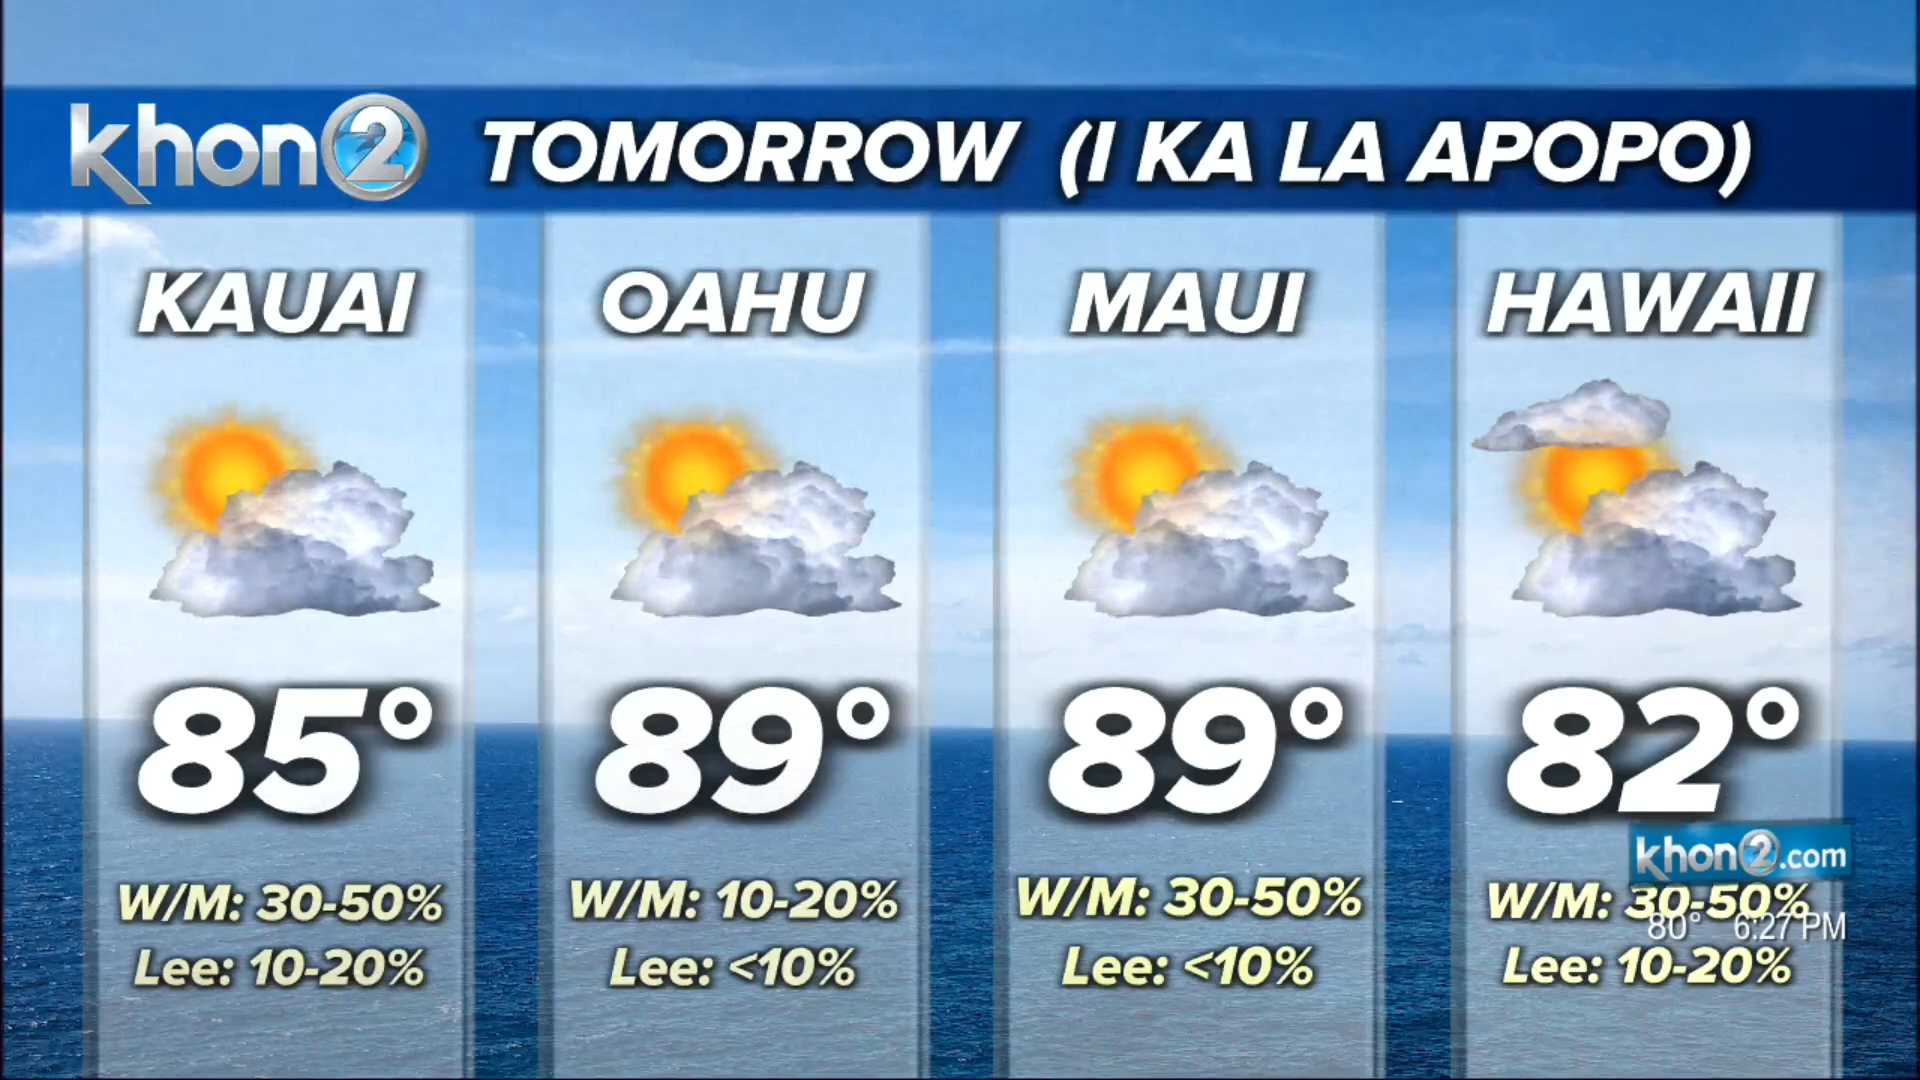 khon2 TOMORROW (I KA LA APOPO)
KAUAI
85°
W/M: 30-50%
Lee: 10-20%
OAHU
89°
W/M: 10-20%
Lee: <10%
MAUI
89°
W/M: 30-50%
Lee: <10%
HAWAII
82°
W/M: 30-50%
Lee: 10-20%
khon2.com
80° 6:27 PM